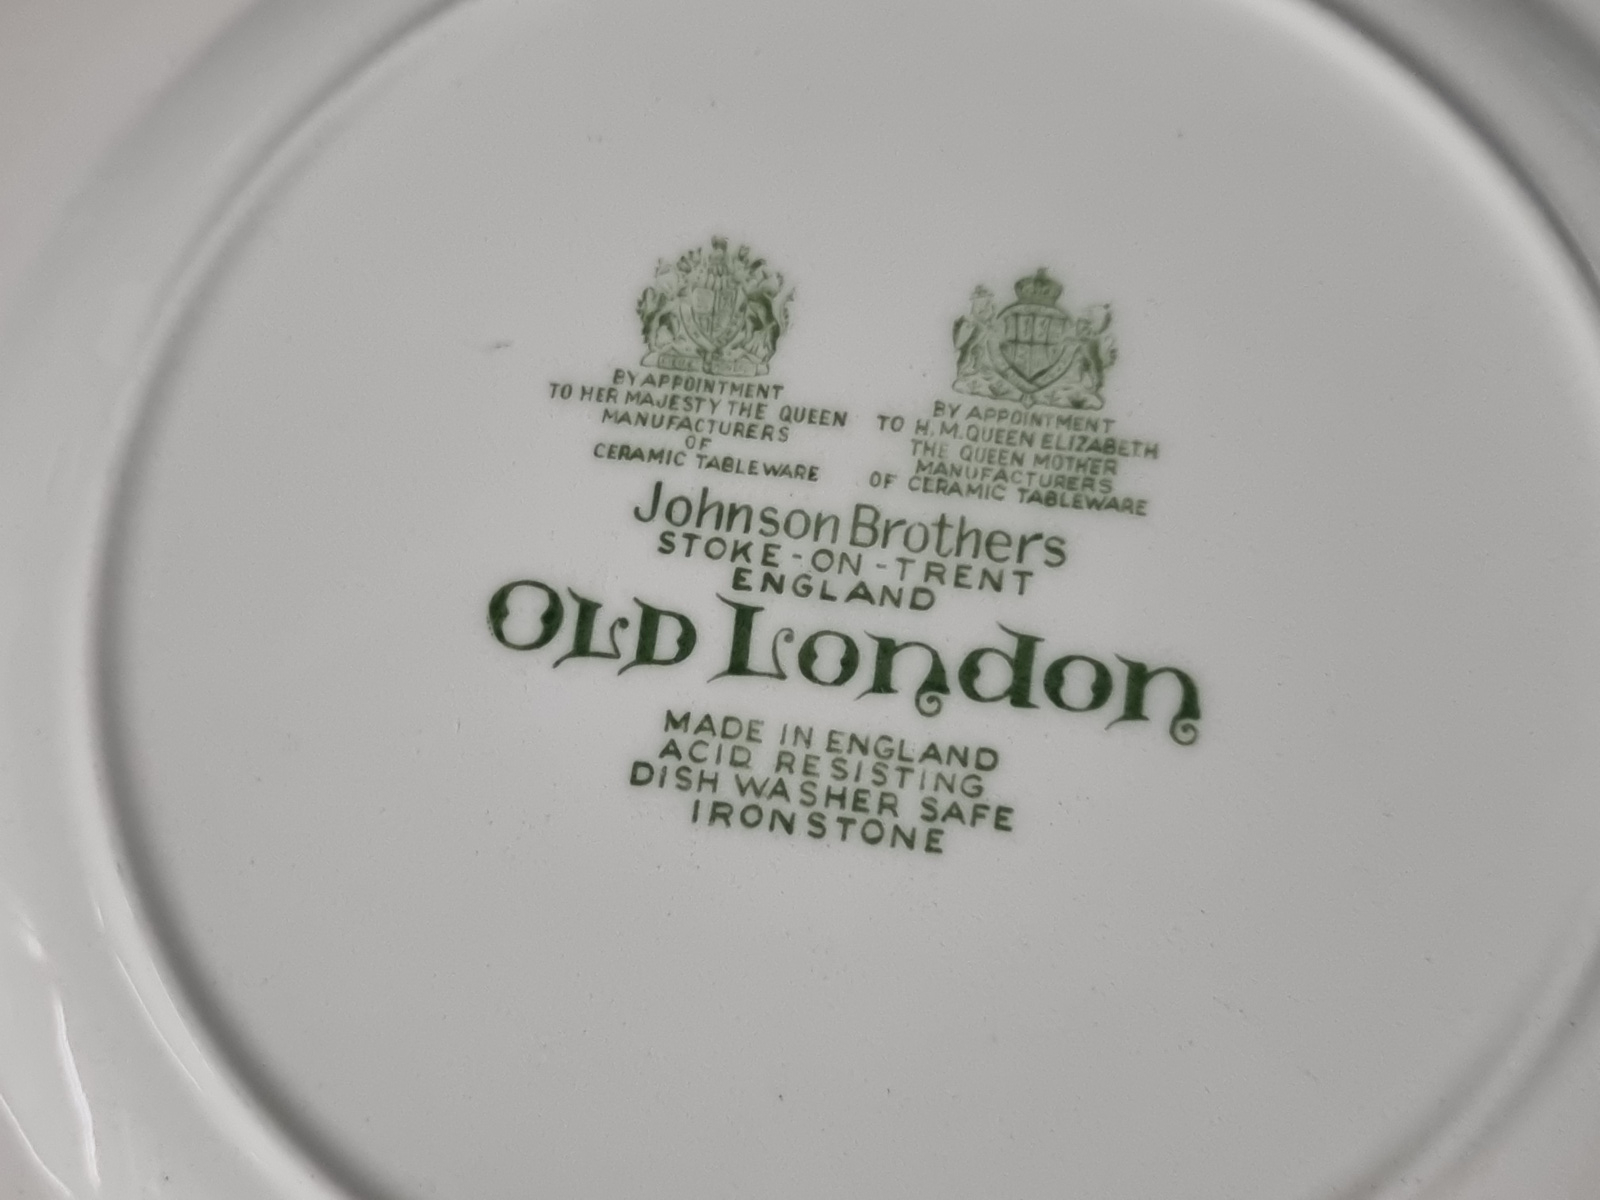 BY APPOINTMENT
TO HER MAJESTY THE QUEEN
MANUFACTURERS
OF
CERAMIC TABLEWARE
BY APPOINTMENT
TO H.M.QUEEN ELIZABETH
THE QUEEN MOTHER
MANUFACTURERS
OF CERAMIC TABLEWARE
Johnson Brothers
STOKE-ON-TRENT
ENGLAND
OLD London
MADE IN ENGLAND
ACID RESISTING
DISH WASHER SAFE
IRONSTONE